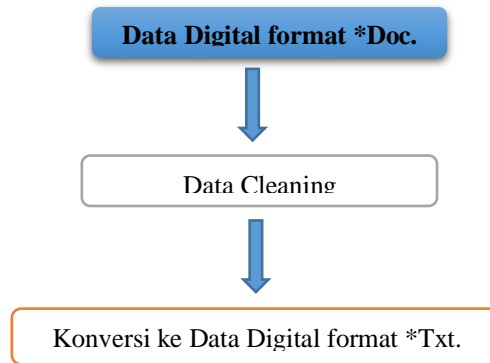 Data Digital format *Doc.
Data Cleaning
Konversi ke Data Digital format *Txt.